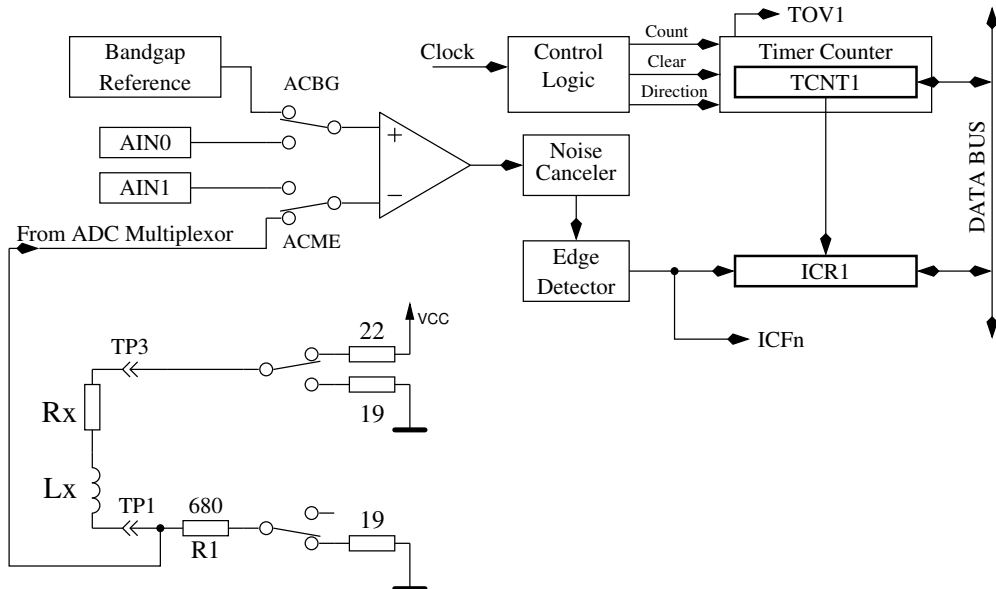 TOV1
Bandgap
Reference
ACBG
Clock
Control
Logic
Count
Clear
Direction
Timer Counter
TCNT1
AIN0
AIN1
+
−
Noise
Canceler
DATA BUS
From ADC Multiplexor
ACME
Edge
Detector
ICR1
ICFn
VCC
22
TP3
19
Rx
Lx
TP1
680
R1
19